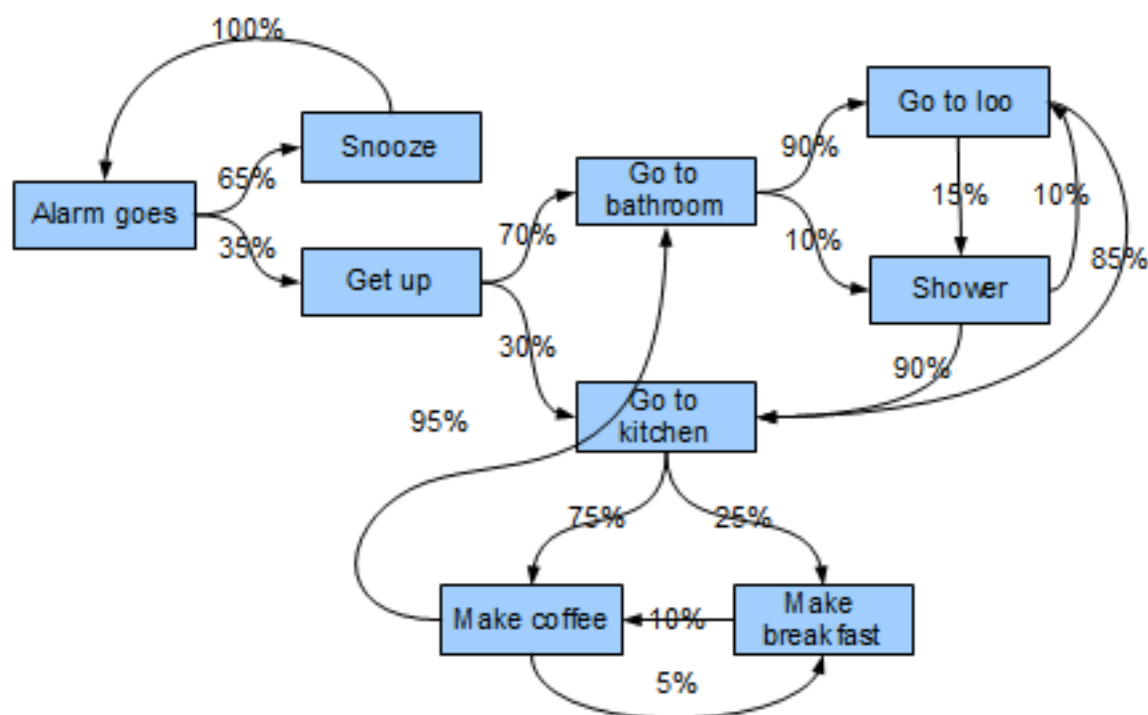 100%
Snooze
65%
Alarm goes
35%
Get up
Go to
bathroom
70%
30%
Go to loo
90%
10%
15%
10%
85%
Shower
90%
Go to
kitchen
95%
75%
25%
Make coffee
10%
Make
breakfast
5%